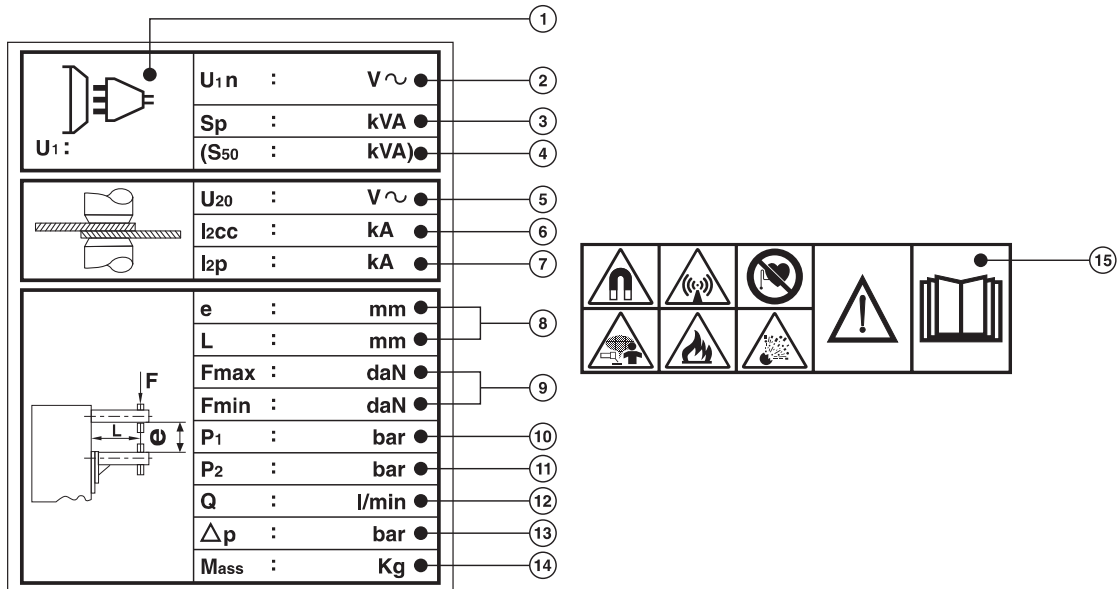 1
U1n : V ~ 2
Sp : kVA 3
U1 :
(S50 : kVA) 4
U20 : V ~ 5
I2cc : kA 6
I2p : kA 7
15
e : mm
L : mm
8
Fmax : daN
Fmin : daN
9
F
L
e
P1 : bar 10
P2 : bar 11
Q : l/min 12
△p : bar 13
Mass : Kg 14